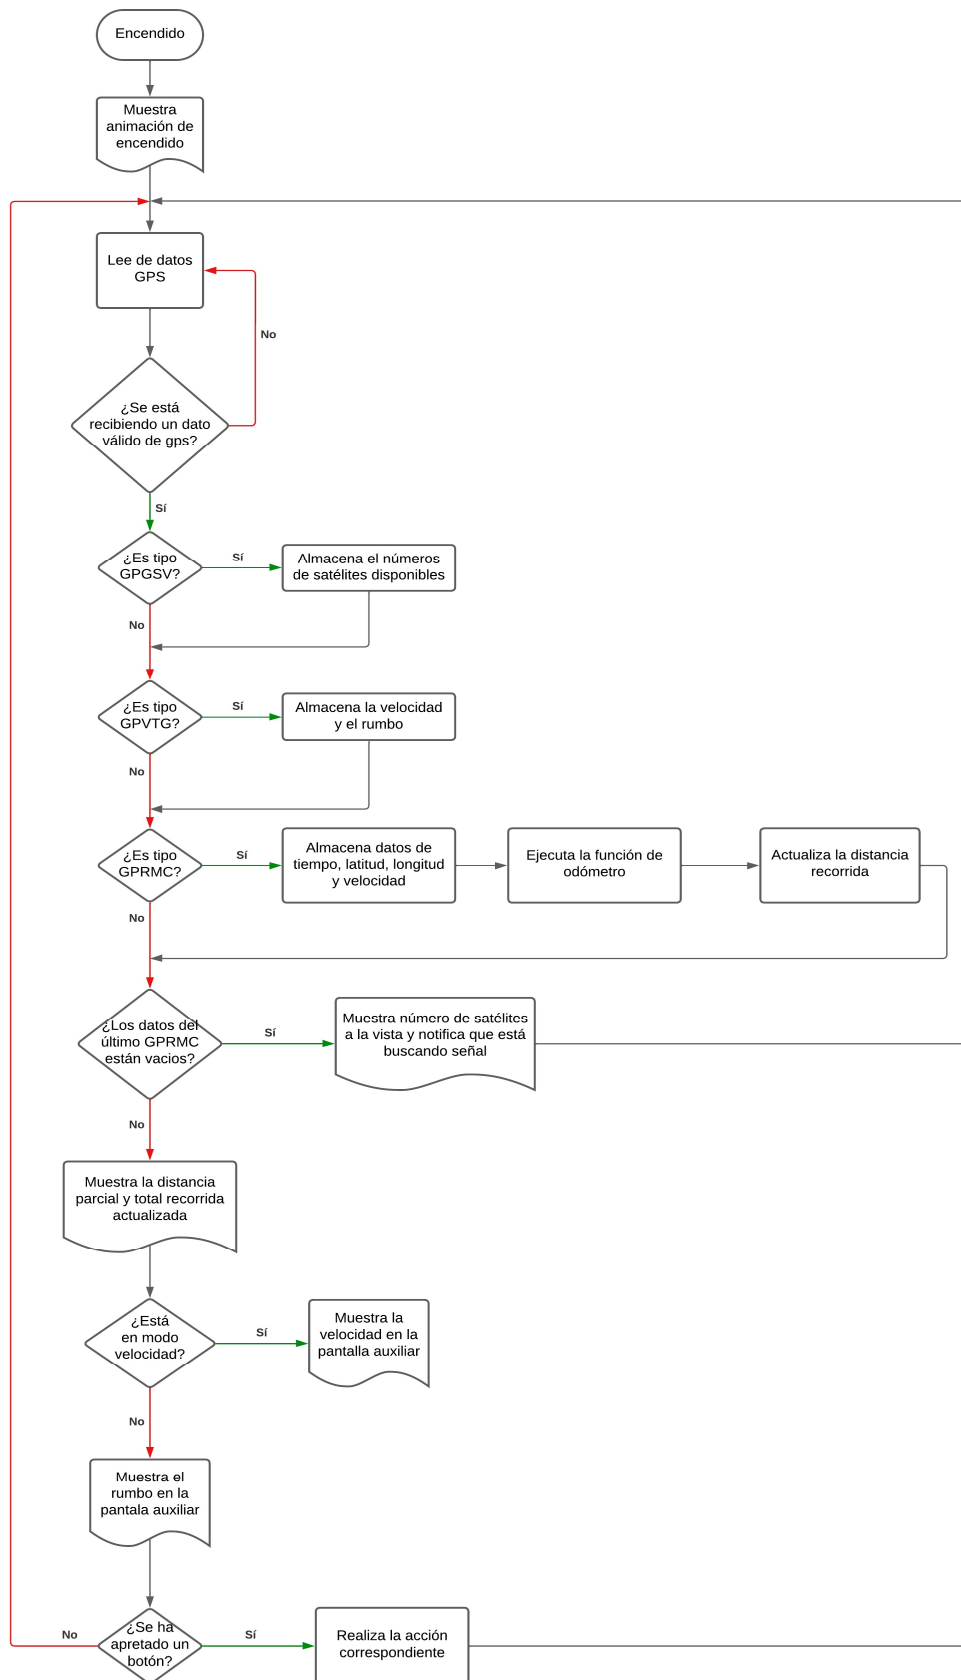 Encendido
Muestra
animación de
encendido
Lee de datos
GPS
No
¿Se está
recibiendo un dato
válido de gps?
Sí
¿Es tipo
GPGSV?
Sí
Almacena el números
de satélites disponibles
No
¿Es tipo
GPVTG?
Sí
Almacena la velocidad
y el rumbo
No
¿Es tipo
GPRMC?
Sí
Almacena datos de
tiempo, latitud, longitud
y velocidad
Ejecuta la función de
odómetro
Actualiza la distancia
recorrida
No
¿Los datos del
último GPRMC
están vacios?
Sí
Muestra número de satélites
a la vista y notifica que está
buscando señal
No
Muestra la distancia
parcial y total recorrida
actualizada
¿Está
en modo
velocidad?
Sí
Muestra la
velocidad en la
pantalla auxiliar
No
Muestra el
rumbo en la
pantala auxiliar
No
¿Se ha
apretado un
botón?
Sí
Realiza la acción
correspondiente